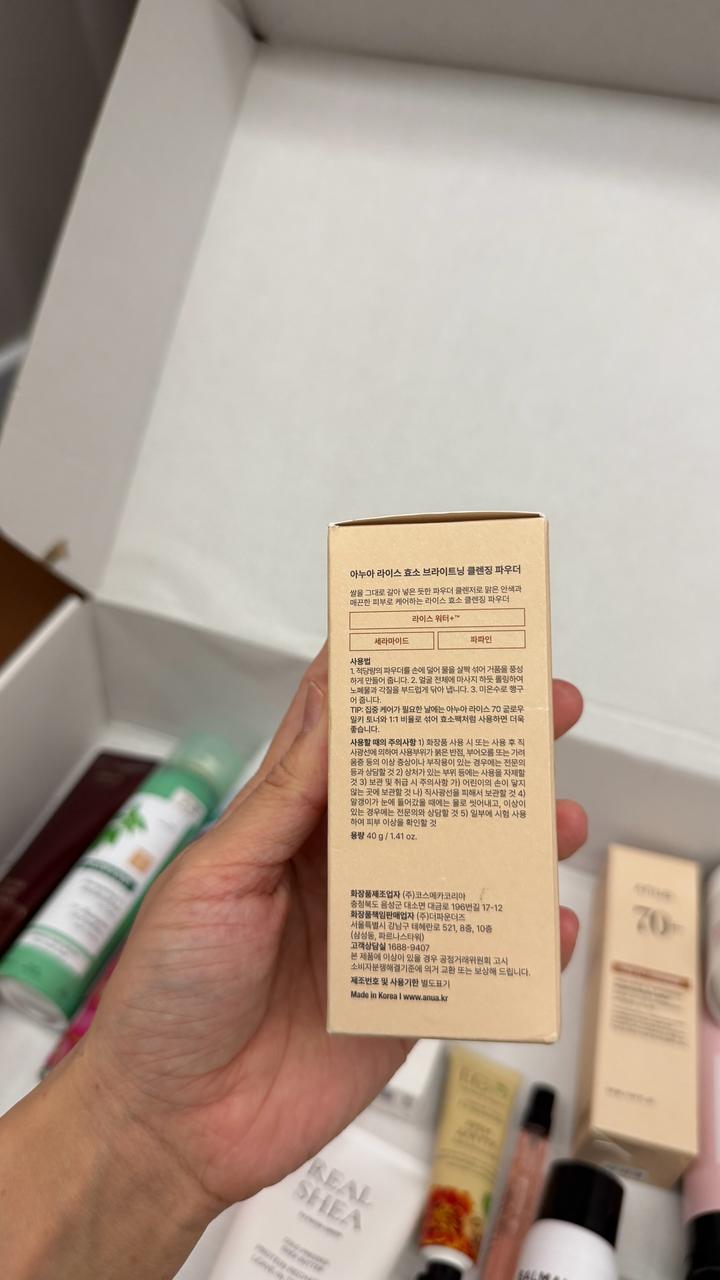 아누아 라이스 효소 브라이트닝 클렌징 파우더
쌀을 그대로 갈아 넣은 듯한 파우더 클렌저로 맑은 안색과
매끈한 피부로 케어하는 라이스 효소 클렌징 파우더
라이스 워터+™
세라마이드
파파인
사용법
1. 적당량의 파우더를 손에 덜어 물을 살짝 섞어 거품을 풍성
하게 만들어 줍니다. 2. 얼굴 전체에 마사지 하듯 롤링하여
노폐물과 각질을 부드럽게 닦아 냅니다. 3. 미온수로 헹구
어 줍니다.
TIP: 집중 케어가 필요한 날에는 아누아 라이스 70 글로우
밀키 토너와 1:1 비율로 섞어 효소팩처럼 사용하면 더욱
좋습니다.
사용할 때의 주의사항 1) 화장품 사용 시 또는 사용 후 직
사광선에 의하여 사용부위가 붉은 반점, 부어오름 또는 가려
움증 등의 이상 증상이나 부작용이 있는 경우에는 전문의
등과 상담할 것 2) 상처가 있는 부위 등에는 사용을 자제할
것 3) 보관 및 취급 시 주의사항 가) 어린이의 손이 닿지
않는 곳에 보관할 것 나) 직사광선을 피해서 보관할 것 4)
알갱이가 눈에 들어갔을 때에는 물로 씻어내고, 이상이
있는 경우에는 전문의와 상담할 것 5) 일부에 시험 사용
하여 피부 이상을 확인할 것
용량 40 g / 1.41 oz.
화장품제조업자 (주)코스메카코리아
충청북도 음성군 대소면 대금로 196번길 17-12
화장품책임판매업자 (주)더파운더즈
서울특별시 강남구 테헤란로 521, 8층, 10층
(삼성동, 파르나스타워)
고객상담실 1688-9407
본 제품에 이상이 있을 경우 공정거래위원회 고시
소비자분쟁해결기준에 의거 교환 또는 보상해 드립니다.
제조번호 및 사용기한 별도표기
Made in Korea I www.anua.kr
70
REAL
SHEA